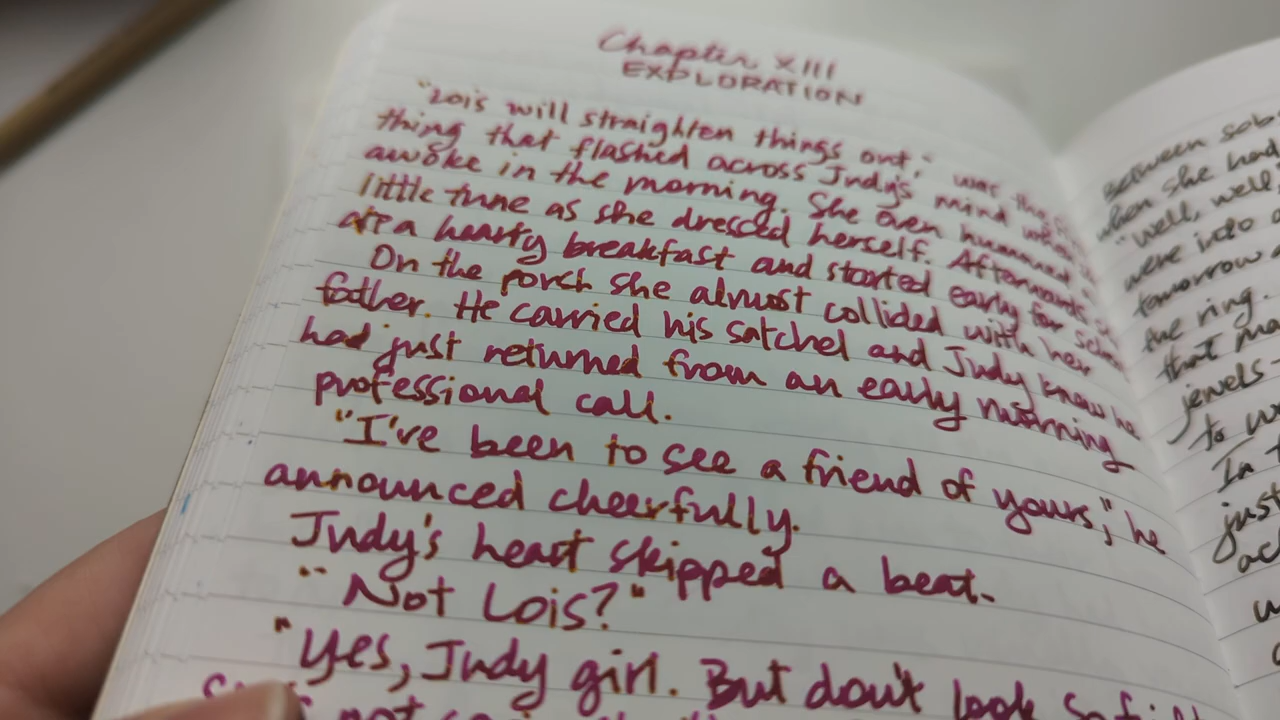 Chapter XIII
EXPLORATION
"Lois will straighten things out," was the
thing that flashed across Judy's mind when
awoke in the morning. She even hummed a
little tune as she dressed herself. Afterwards
ate a hearty breakfast and started early for
On the porch she almost collided with her
father. He carried his satchel and Judy know he
had just returned from an early morning
professional call.
"I've been to see a friend of yours," he
announced cheerfully.
Judy's heart skipped a beat.
"Not Lois?"
"Yes, Judy girl. But don't look so
not
Between
when she had
"Well, well,
were into
tomorrow
the ring.
that
jewels-
to
In
just